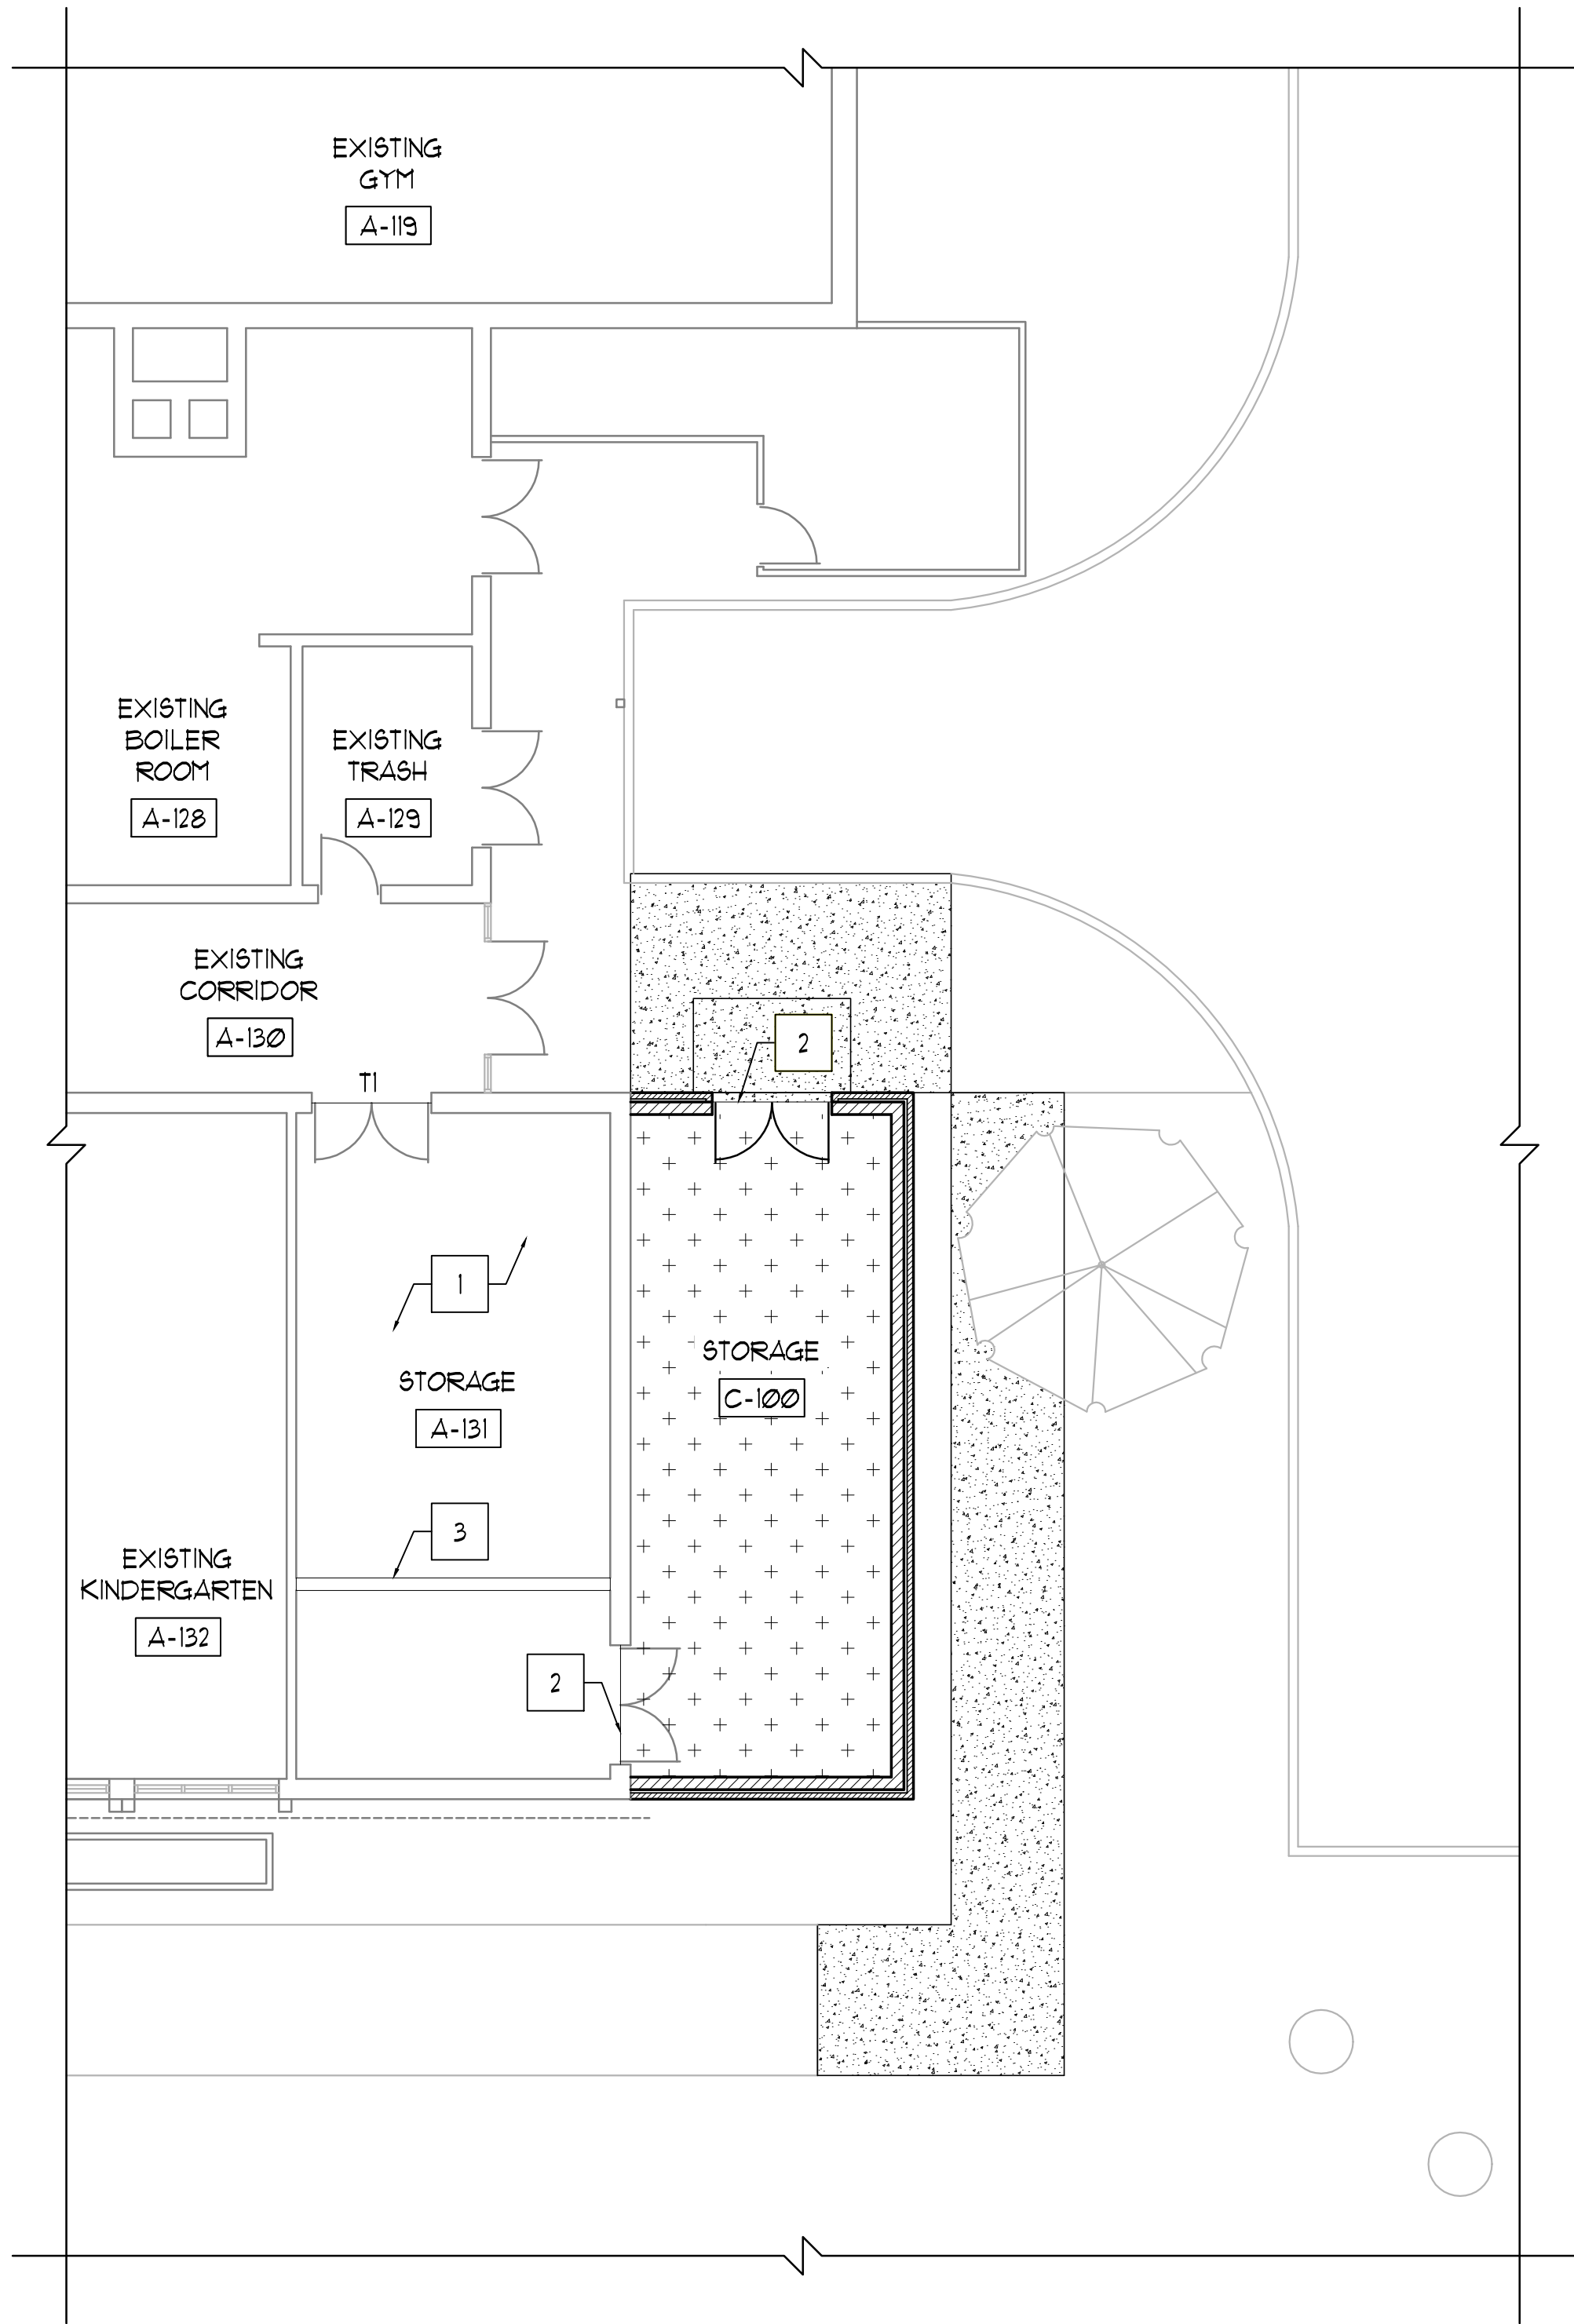 EXISTING
GYM
A-119
EXISTING
BOILER
ROOM
A-128
EXISTING
TRASH
A-129
EXISTING
CORRIDOR
A-130
2
T1
1
STORAGE
A-131
STORAGE
C-100
3
EXISTING
KINDERGARTEN
A-132
2